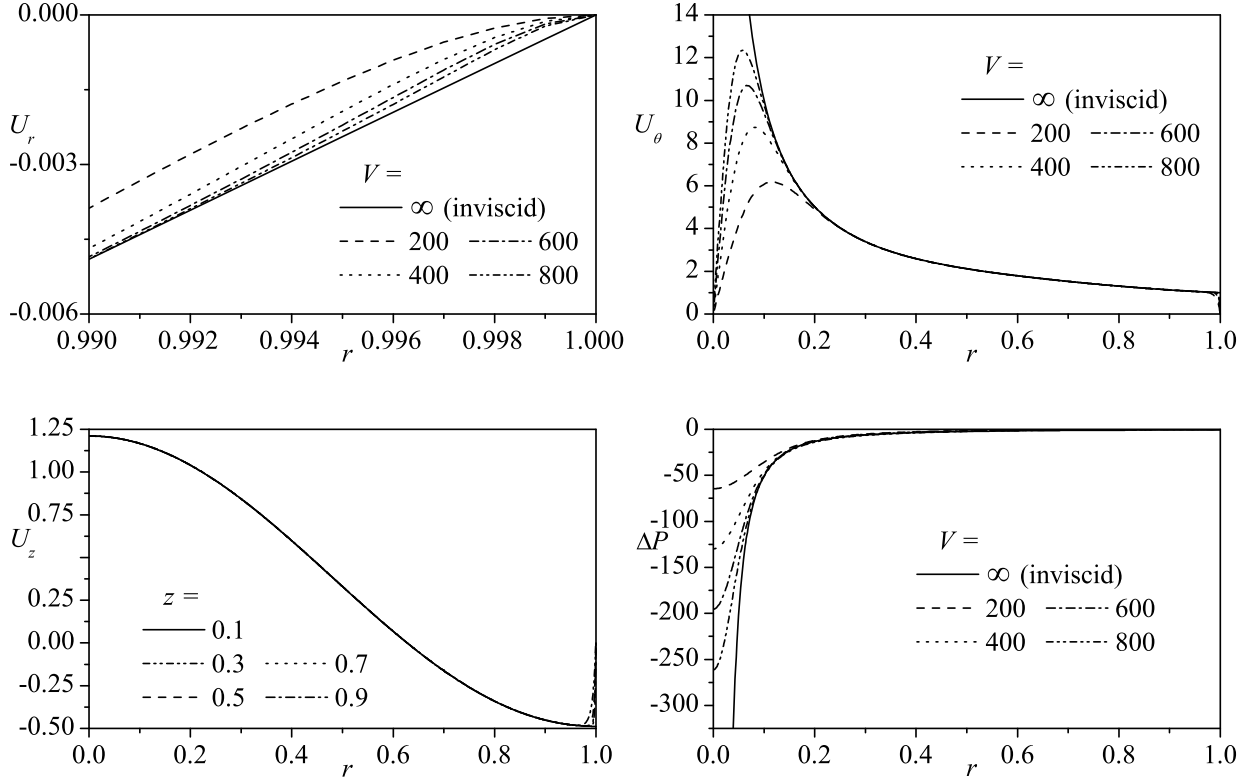 0.000
U_r
-0.003
-0.006
V =
∞ (inviscid)
200 600
400 800
0.990 0.992 0.994 0.996 0.998 1.000
r
14
12
10
U_θ
8
6
4
2
0
V =
∞ (inviscid)
200 600
400 800
0.0 0.2 0.4 0.6 0.8 1.0
r
1.25
1.00
0.75
U_z
0.25
0.00
-0.25
-0.50
z =
0.1
0.3 0.7
0.5 0.9
0.0 0.2 0.4 0.6 0.8 1.0
r
0
-50
-100
ΔP
-150
-200
-250
-300
V =
∞ (inviscid)
200 600
400 800
0.0 0.2 0.4 0.6 0.8 1.0
r